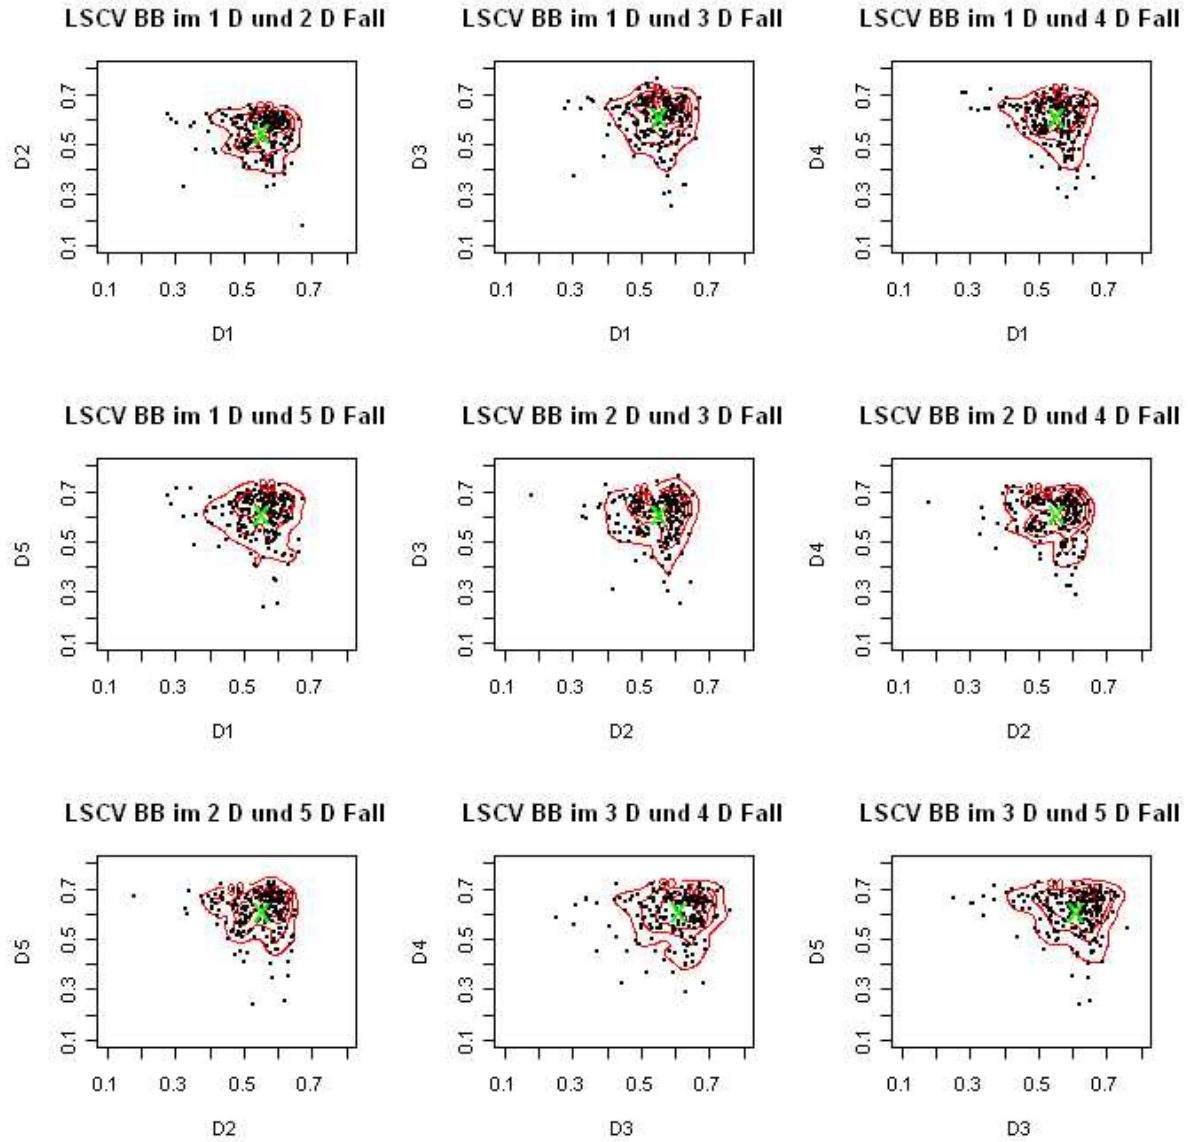 LSCV BB im 1 D und 2 D Fall
LSCV BB im 1 D und 3 D Fall
LSCV BB im 1 D und 4 D Fall
D2
0.1 0.3 0.5 0.7
0.1 0.3 0.5 0.7
D1
D3
0.1 0.3 0.5 0.7
0.1 0.3 0.5 0.7
D1
D4
0.1 0.3 0.5 0.7
0.1 0.3 0.5 0.7
D1
LSCV BB im 1 D und 5 D Fall
LSCV BB im 2 D und 3 D Fall
LSCV BB im 2 D und 4 D Fall
D5
0.1 0.3 0.5 0.7
0.1 0.3 0.5 0.7
D1
D3
0.1 0.3 0.5 0.7
0.1 0.3 0.5 0.7
D2
D4
0.1 0.3 0.5 0.7
0.1 0.3 0.5 0.7
D2
LSCV BB im 2 D und 5 D Fall
LSCV BB im 3 D und 4 D Fall
LSCV BB im 3 D und 5 D Fall
D5
0.1 0.3 0.5 0.7
90
0.1 0.3 0.5 0.7
D2
D4
0.1 0.3 0.5 0.7
90
0.1 0.3 0.5 0.7
D3
D5
0.1 0.3 0.5 0.7
90
0.1 0.3 0.5 0.7
D3